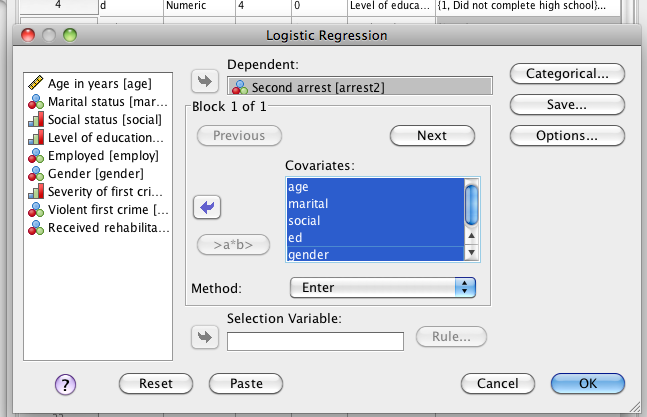 4 d Numeric 4 0 Level of educa... {1, Did not complete high school}...
Logistic Regression
Age in years [age]
Marital status [mar...
Social status [social]
Level of education...
Employed [employ]
Gender [gender]
Severity of first cri...
Violent first crime [...
Received rehabilita...
Dependent:
Second arrest [arrest2]
Block 1 of 1
Previous
Next
Covariates:
age
marital
social
ed
gender
>a*b>
Method:
Enter
Selection Variable:
Rule...
Categorical...
Save...
Options...
?
Reset
Paste
Cancel
OK